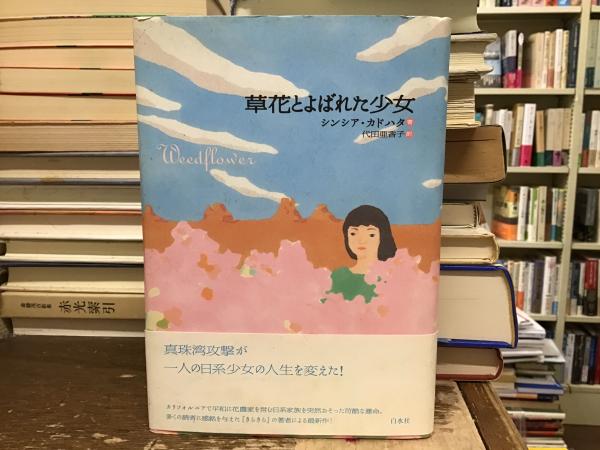 草花とよばれた少女
シンシア・カドハタ 著
代田亜香子 訳
Weedflower
真珠湾攻撃が
一人の日系少女の人生を変えた!
カリフォルニアで平和に花農家を営む日系家族を突然おそった苛酷な運命。
多くの読者に感銘を与えた『きらきら』の著者による最新作!
白水社
赤光索引